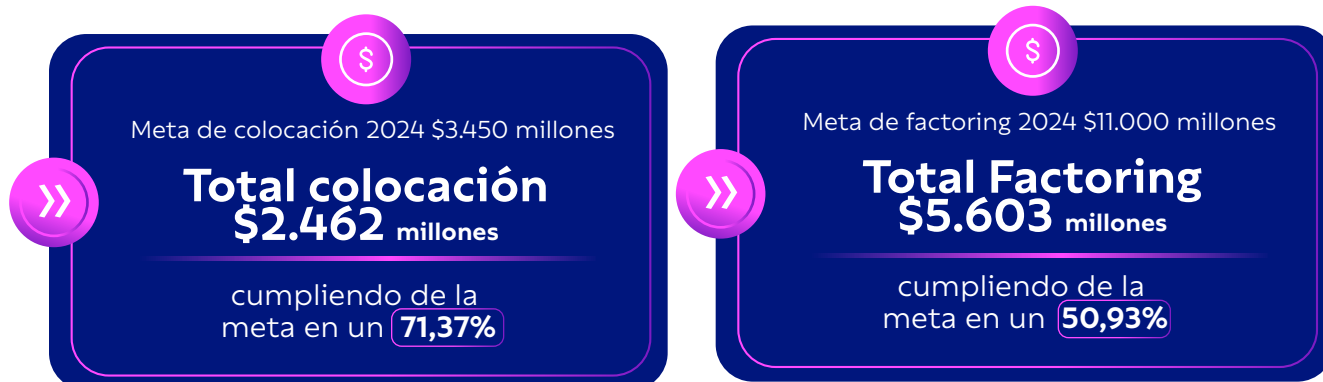 $
Meta de colocación 2024 $3.450 millones
Total colocación
$2.462 millones
cumpliendo de la
meta en un 71,37%
$
Meta de factoring 2024 $11.000 millones
Total Factoring
$5.603 millones
cumpliendo de la
meta en un 50,93%